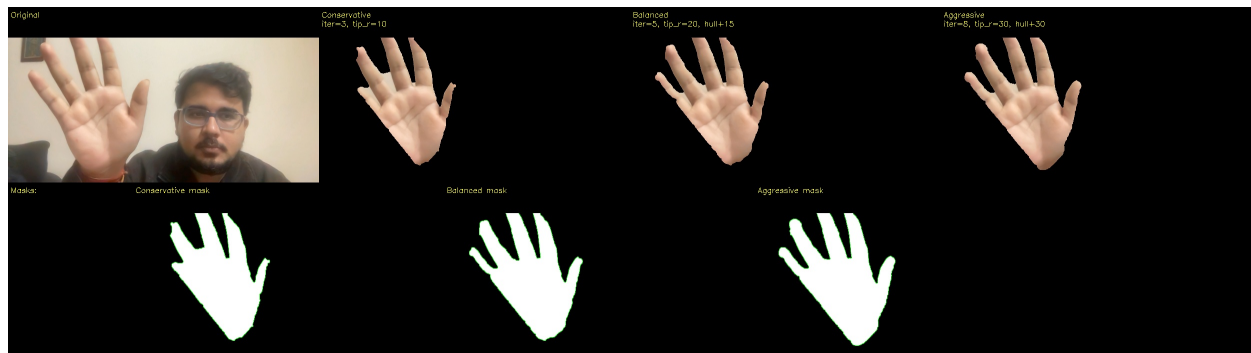 Original
Conservative
iter=3, tip_r=10
Balanced
iter=5, tip_r=20, hull+15
Aggressive
iter=8, tip_r=30, hull+30
Masks:
Conservative mask
Balanced mask
Aggressive mask